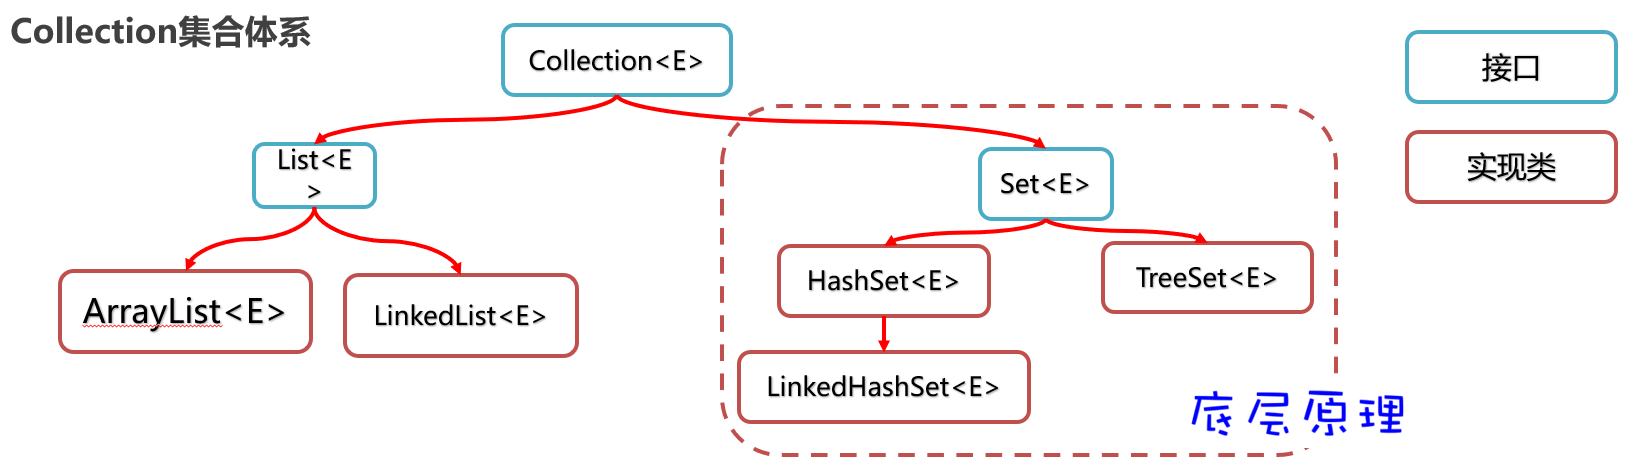 Collection集合体系
Collection<E>
接口
List<E
>
Set<E>
实现类
ArrayList<E>
LinkedList<E>
HashSet<E>
TreeSet<E>
LinkedHashSet<E>
底层原理